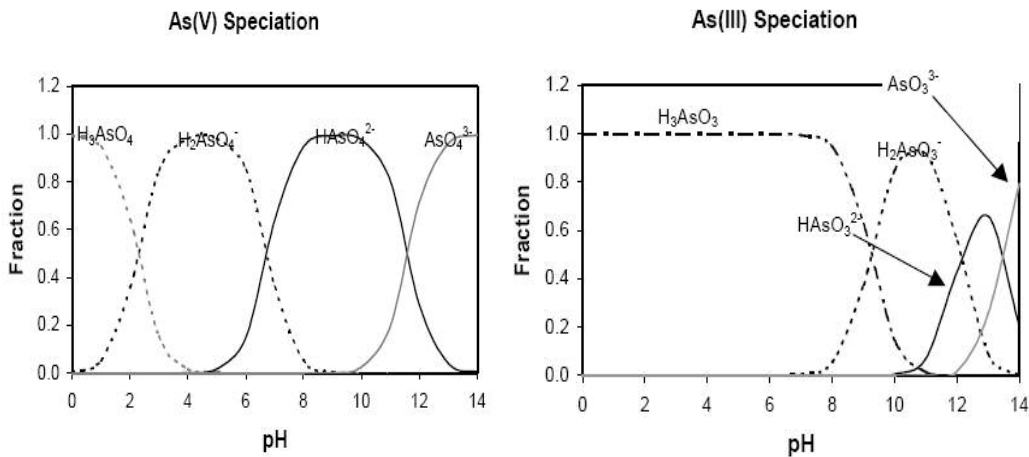 As(V) Speciation
1.2
1.0
0.8
0.6
0.4
0.2
0.0
Fraction
H₃AsO₄
H₂AsO₄⁻
HAsO₄²⁻
AsO₄³⁻
0 2 4 6 8 10 12 14
pH
As(III) Speciation
1.2
1.0
0.8
0.6
0.4
0.2
0.0
Fraction
AsO₃³⁻
H₃AsO₃
H₂AsO₃⁻
HAsO₃²⁻
0 2 4 6 8 10 12 14
pH